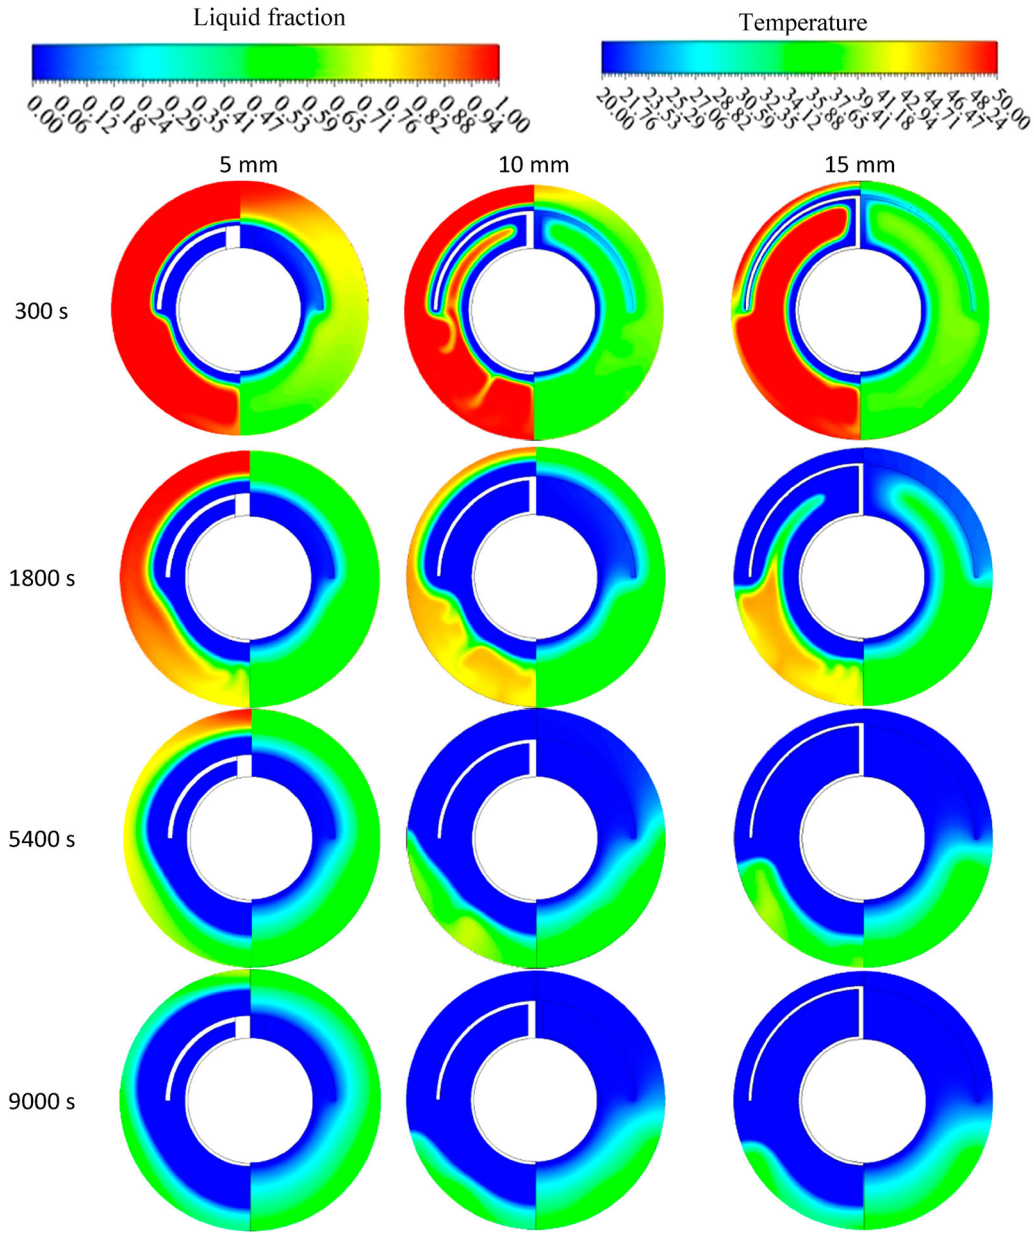 Liquid fraction
Temperature
0.00 0.06 0.12 0.18 0.24 0.29 0.35 0.41 0.47 0.53 0.59 0.65 0.71 0.76 0.82 0.88 0.94 1.00
20.00 21.76 23.53 25.29 27.06 28.82 30.59 32.35 34.12 35.88 37.65 39.41 41.18 42.94 44.71 46.47 48.24 50.00
5 mm 10 mm 15 mm
300 s
1800 s
5400 s
9000 s